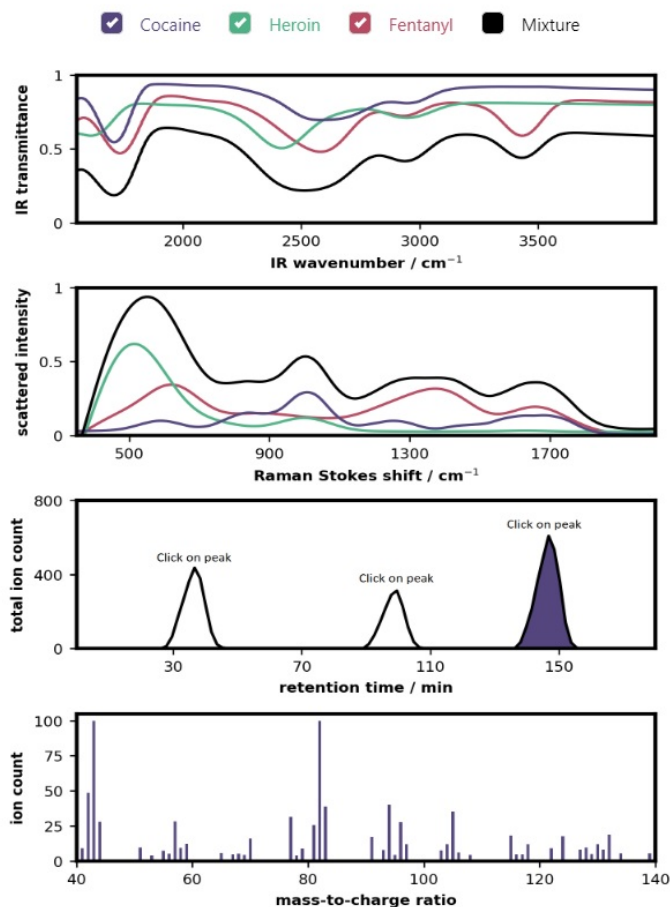 Cocaine Heroin Fentanyl Mixture
1
0.5
0
IR transmittance
2000 2500 3000 3500
IR wavenumber / cm⁻¹
1
0.5
0
scattered intensity
500 900 1300 1700
Raman Stokes shift / cm⁻¹
800
400
0
total ion count
Click on peak
Click on peak
Click on peak
30 70 110 150
retention time / min
100
75
50
25
0
ion count
40 60 80 100 120 140
mass-to-charge ratio